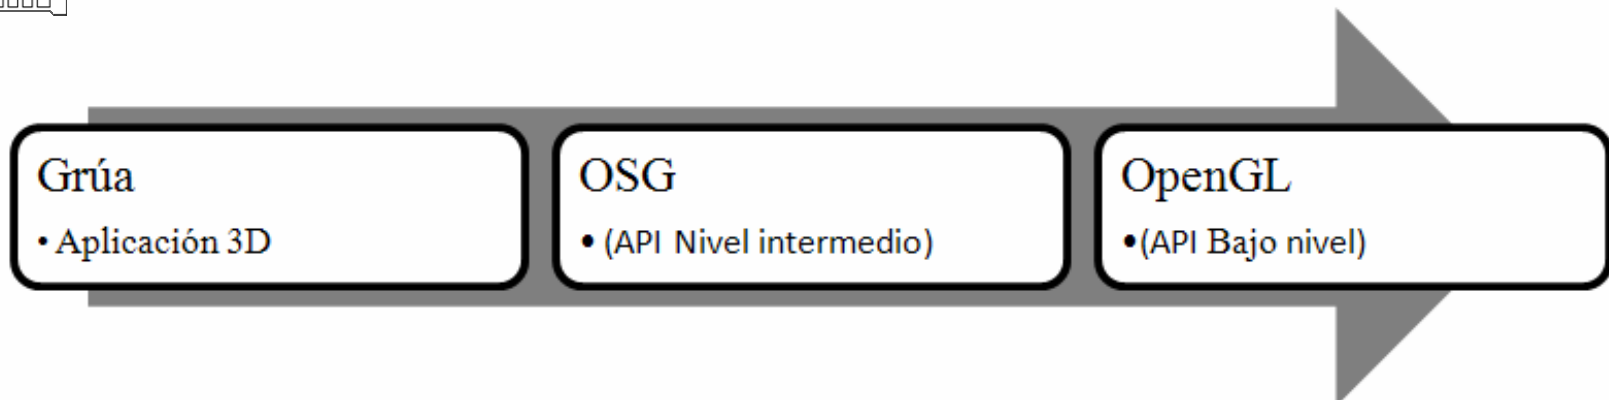 Grúa
• Aplicación 3D
OSG
• (API Nivel intermedio)
OpenGL
•(API Bajo nivel)